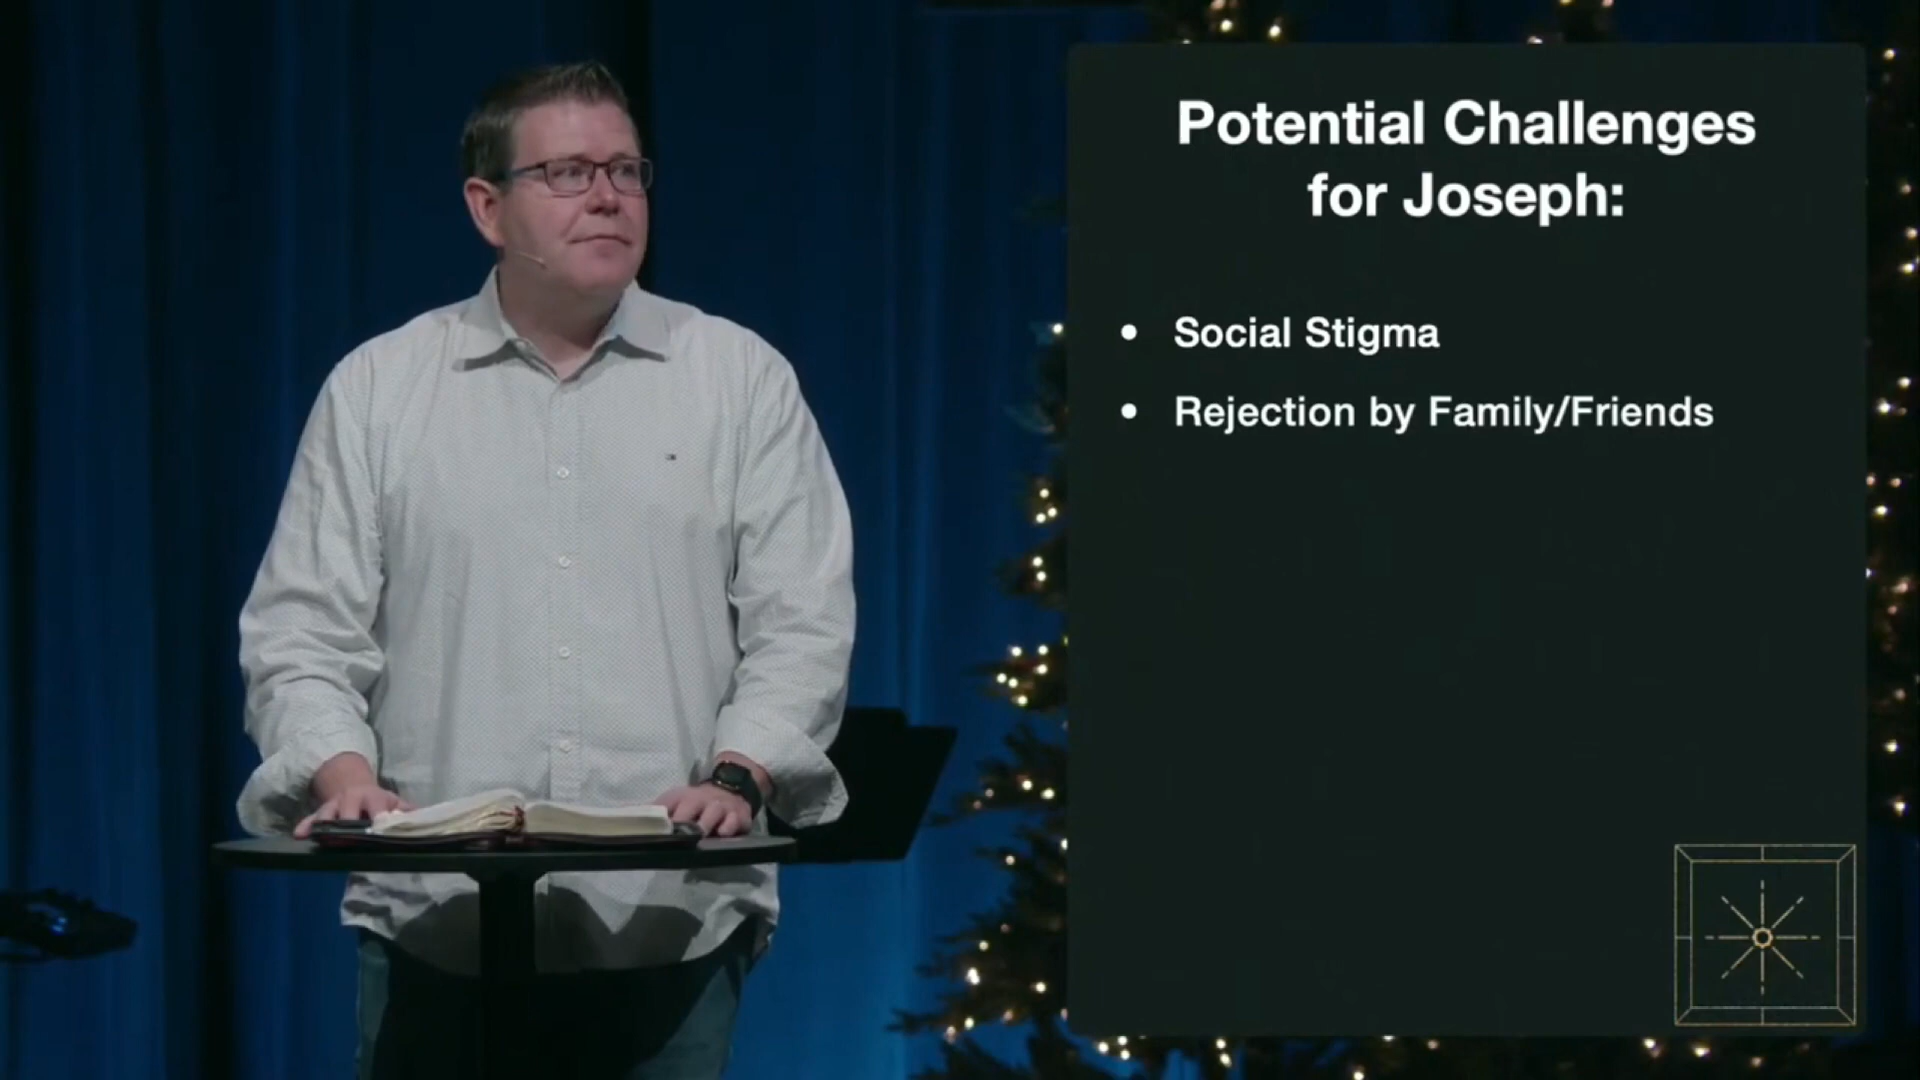 Potential Challenges
for Joseph:
• Social Stigma
• Rejection by Family/Friends